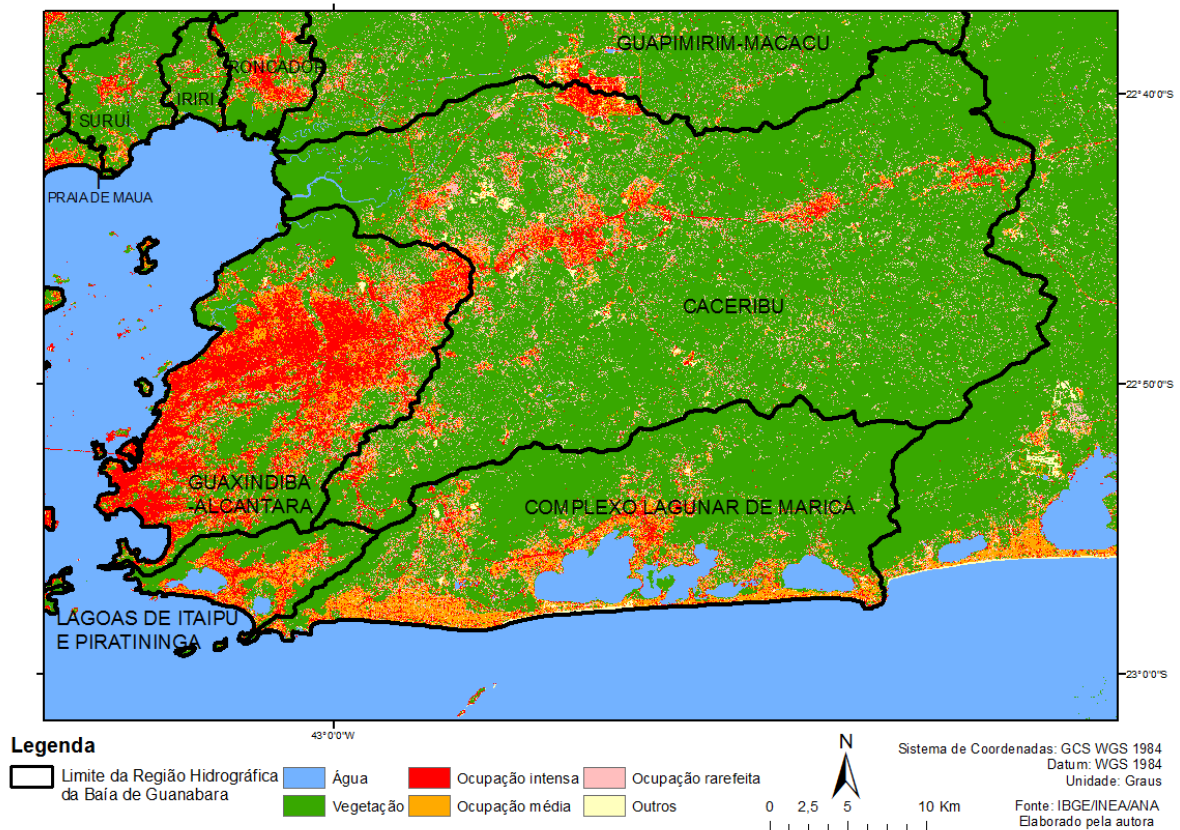 GUAPIMIRIM-MACACU
RONCADOR
IRIRI
SURUÍ
22°40'0"S
PRAIA DE MAUA
CACERIBU
22°50'0"S
GUAXINDIBA
-ALCANTARA
COMPLEXO LAGUNAR DE MARICÁ
LAGOAS DE ITAIPU
E PIRATININGA
23°0'0"S
43°0'0"W
Legenda
Limite da Região Hidrográfica
da Baía de Guanabara
Água
Vegetação
Ocupação intensa
Ocupação média
Ocupação rarefeita
Outros
N
0 2,5 5 10 Km
Sistema de Coordenadas: GCS WGS 1984
Datum: WGS 1984
Unidade: Graus
Fonte: IBGE/INEA/ANA
Elaborado pela autora